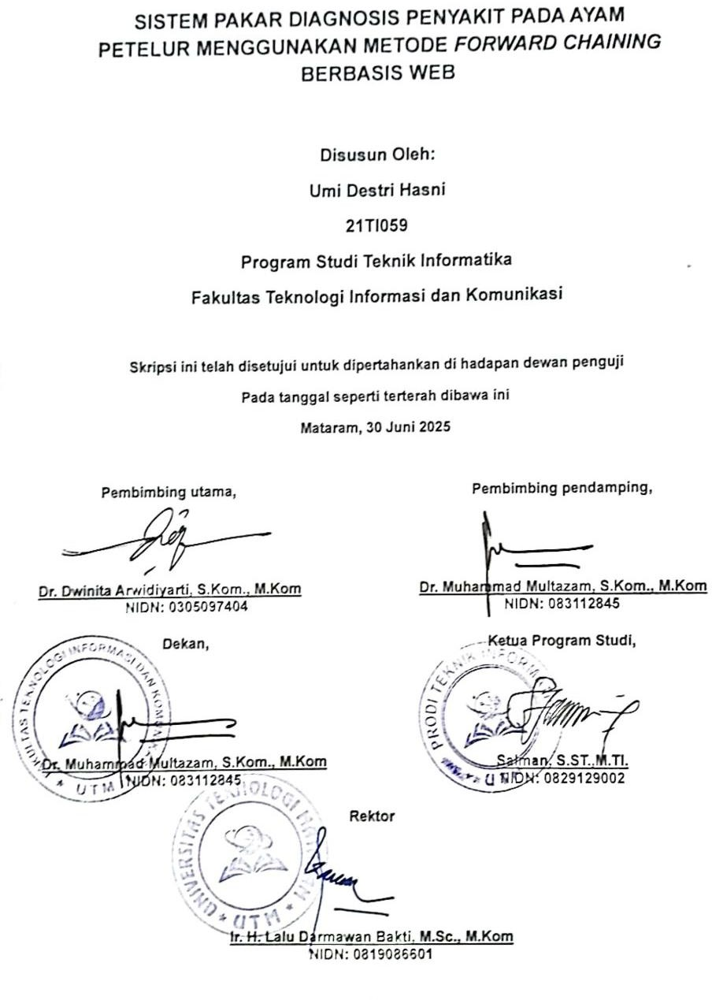 SISTEM PAKAR DIAGNOSIS PENYAKIT PADA AYAM
PETELUR MENGGUNAKAN METODE FORWARD CHAINING
BERBASIS WEB
Disusun Oleh:
Umi Destri Hasni
21TI059
Program Studi Teknik Informatika
Fakultas Teknologi Informasi dan Komunikasi
Skripsi ini telah disetujui untuk dipertahankan di hadapan dewan penguji
Pada tanggal seperti terterah dibawa ini
Mataram, 30 Juni 2025
Pembimbing utama,
Dr. Dwinita Arwidiyarti, S.Kom., M.Kom
NIDN: 0305097404
Pembimbing pendamping,
Dr. Muhammad Multazam, S.Kom., M.Kom
NIDN: 083112845
Dekan,
TEKNOLOGI INFORMASI DAN
UTM
Dr. Muhammad Multazam, S.Kom., M.Kom
NIDN: 083112845
Ketua Program Studi,
PRODI TEKNIK
Salman, S.ST.,M.TI.
NIDN: 0829129002
Rektor
UNIVERSITAS TEKNOLOGI
UTM
Ir. H. Lalu Darmawan Bakti, M.Sc., M.Kom
NIDN: 0819086601